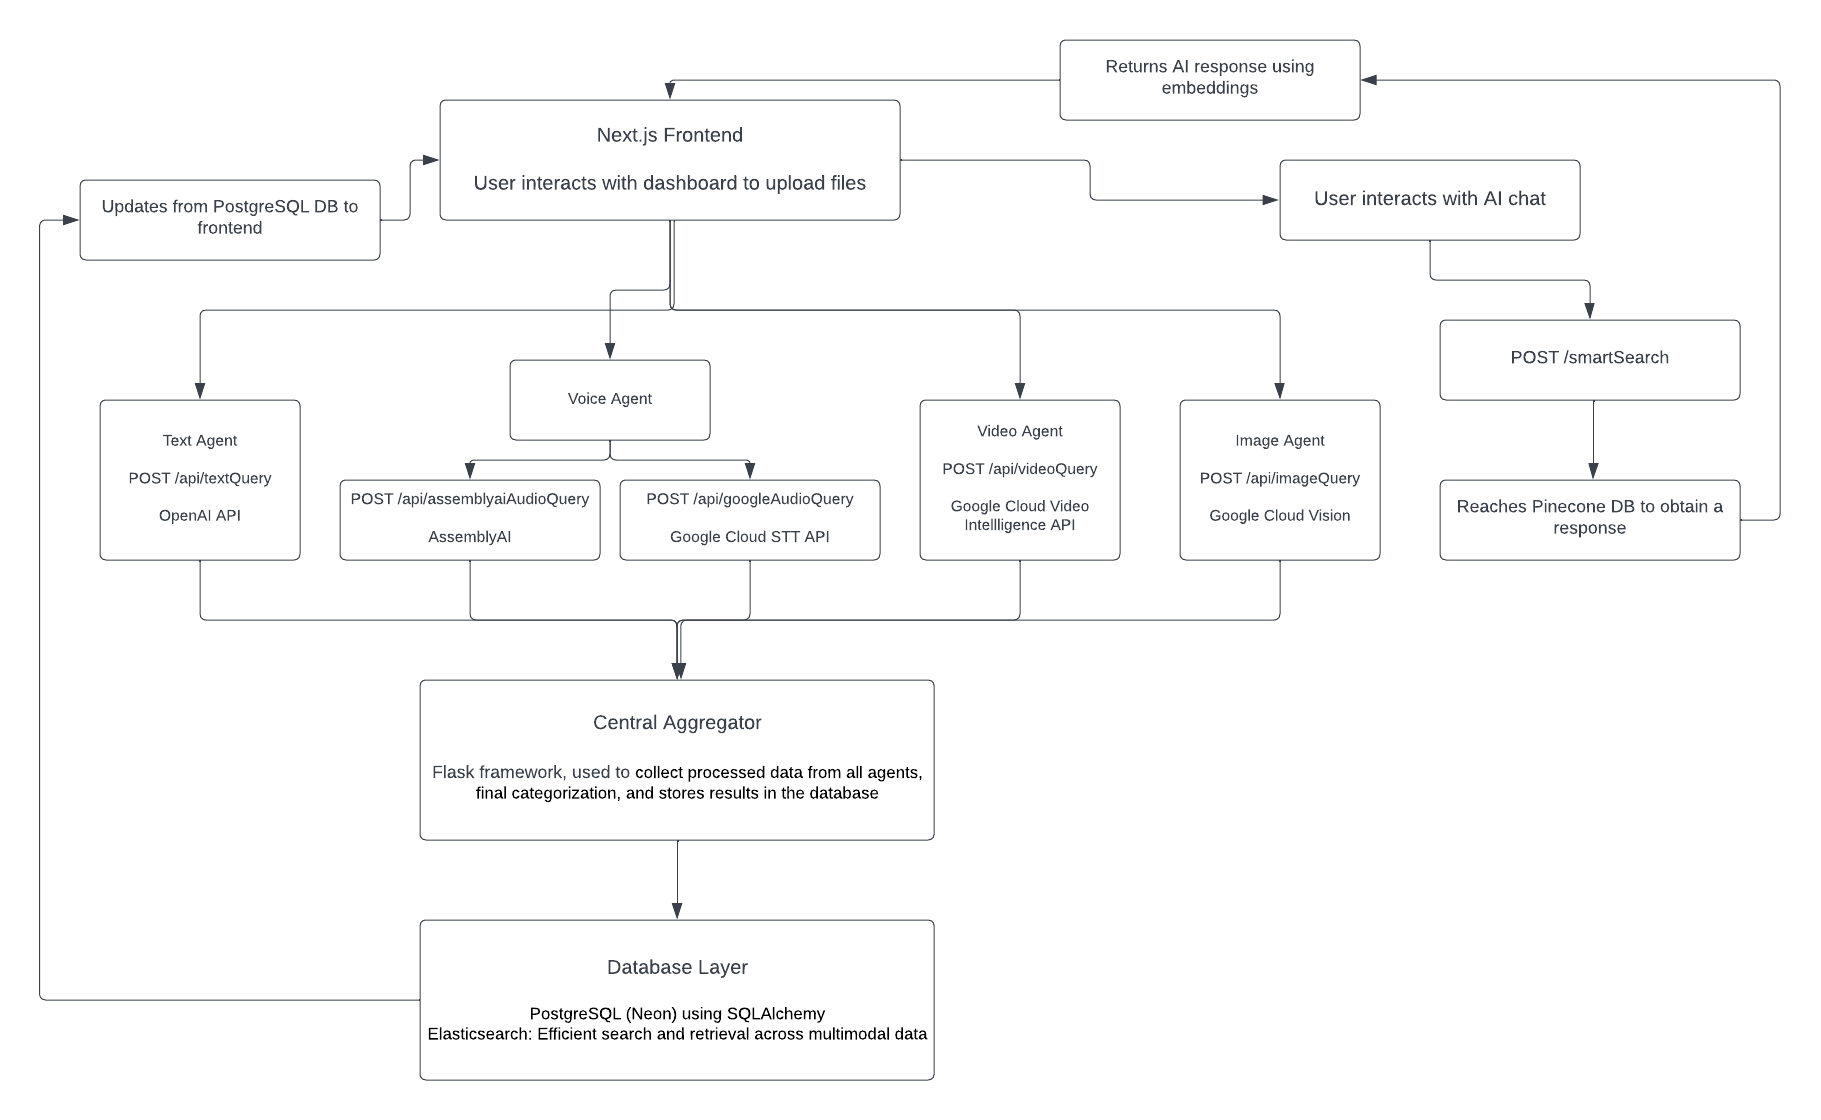 Returns AI response using
embeddings
Next.js Frontend
User interacts with dashboard to upload files
Updates from PostgreSQL DB to
frontend
User interacts with AI chat
POST /smartSearch
Reaches Pinecone DB to obtain a
response
Text Agent
POST /api/textQuery
OpenAI API
Voice Agent
POST /api/assemblyaiAudioQuery
AssemblyAI
POST /api/googleAudioQuery
Google Cloud STT API
Video Agent
POST /api/videoQuery
Google Cloud Video
Intellligence API
Image Agent
POST /api/imageQuery
Google Cloud Vision
Central Aggregator
Flask framework, used to collect processed data from all agents,
final categorization, and stores results in the database
Database Layer
PostgreSQL (Neon) using SQLAlchemy
Elasticsearch: Efficient search and retrieval across multimodal data